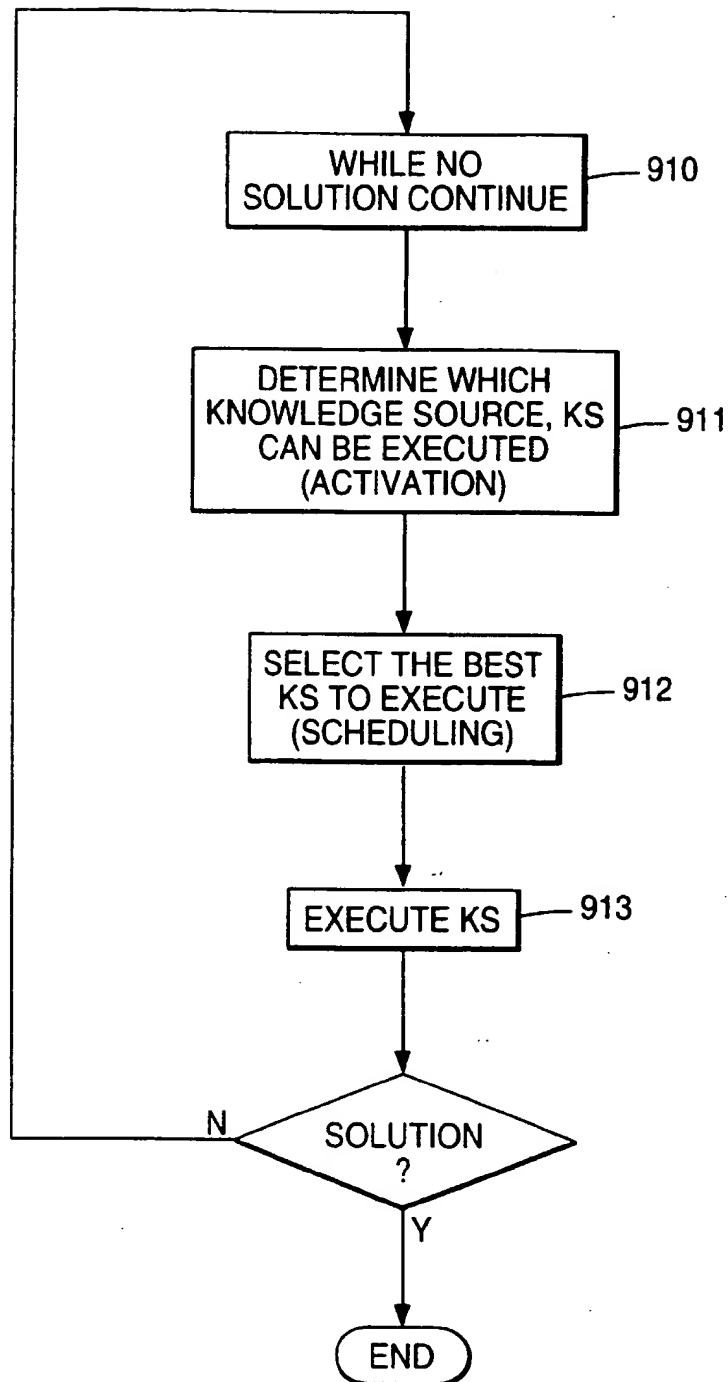 WHILE NO
SOLUTION CONTINUE
910
DETERMINE WHICH
KNOWLEDGE SOURCE, KS
CAN BE EXECUTED
(ACTIVATION)
911
SELECT THE BEST
KS TO EXECUTE
(SCHEDULING)
912
EXECUTE KS
913
SOLUTION
?
N
Y
END